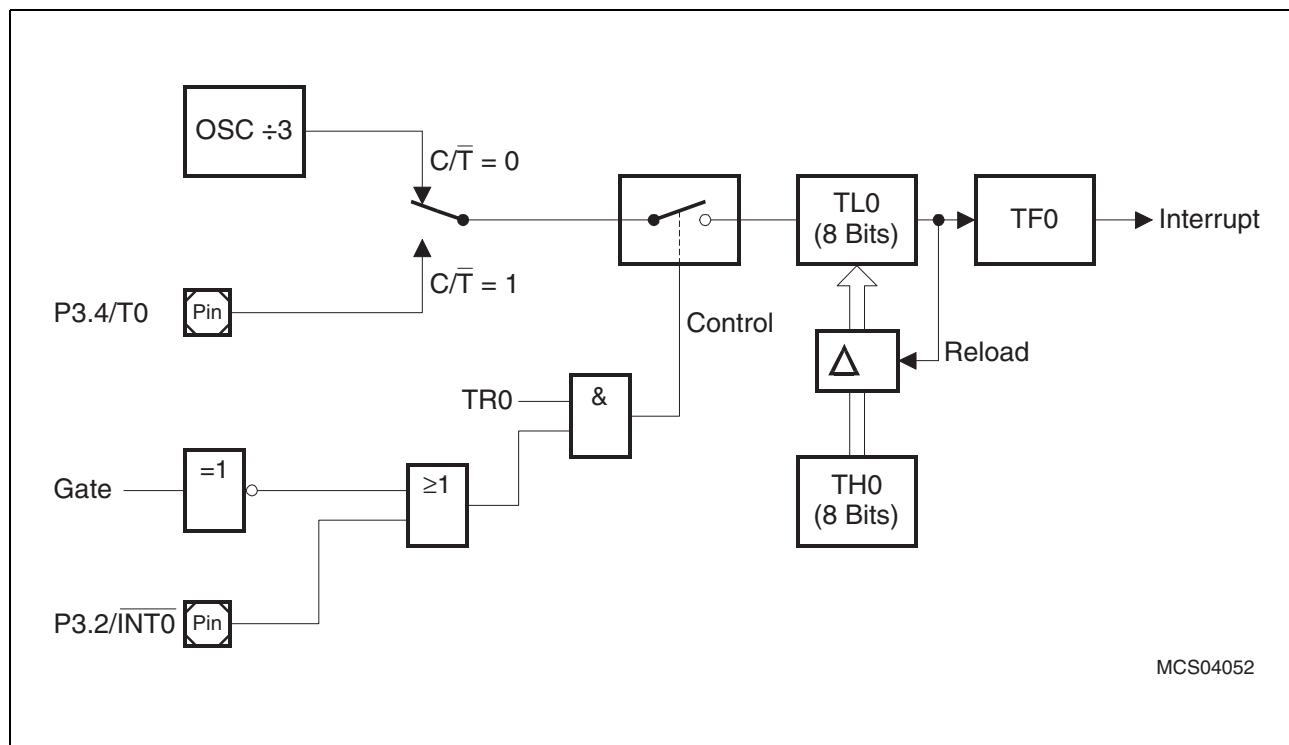 OSC ÷3
C/T̅ = 0
TL0
(8 Bits)
TF0
Interrupt
C/T̅ = 1
P3.4/T0
Pin
Control
Δ
Reload
TR0
&
Gate
=1
≥1
TH0
(8 Bits)
P3.2/I̅N̅T̅0̅
Pin
MCS04052